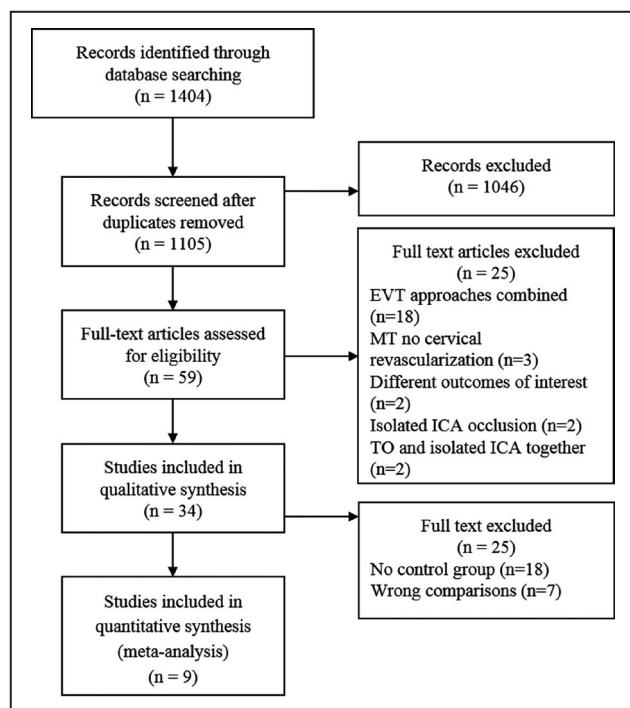 Records identified through
database searching
(n = 1404)
Records excluded
(n = 1046)
Records screened after
duplicates removed
(n = 1105)
Full text articles excluded
(n = 25)
EVT approaches combined
(n=18)
MT no cervical
revascularization (n=3)
Different outcomes of interest
(n=2)
Isolated ICA occlusion (n=2)
TO and isolated ICA together
(n=2)
Full-text articles assessed
for eligibility
(n = 59)
Studies included in
qualitative synthesis
(n = 34)
Full text excluded
(n = 25)
No control group (n=18)
Wrong comparisons (n=7)
Studies included in
quantitative synthesis
(meta-analysis)
(n = 9)